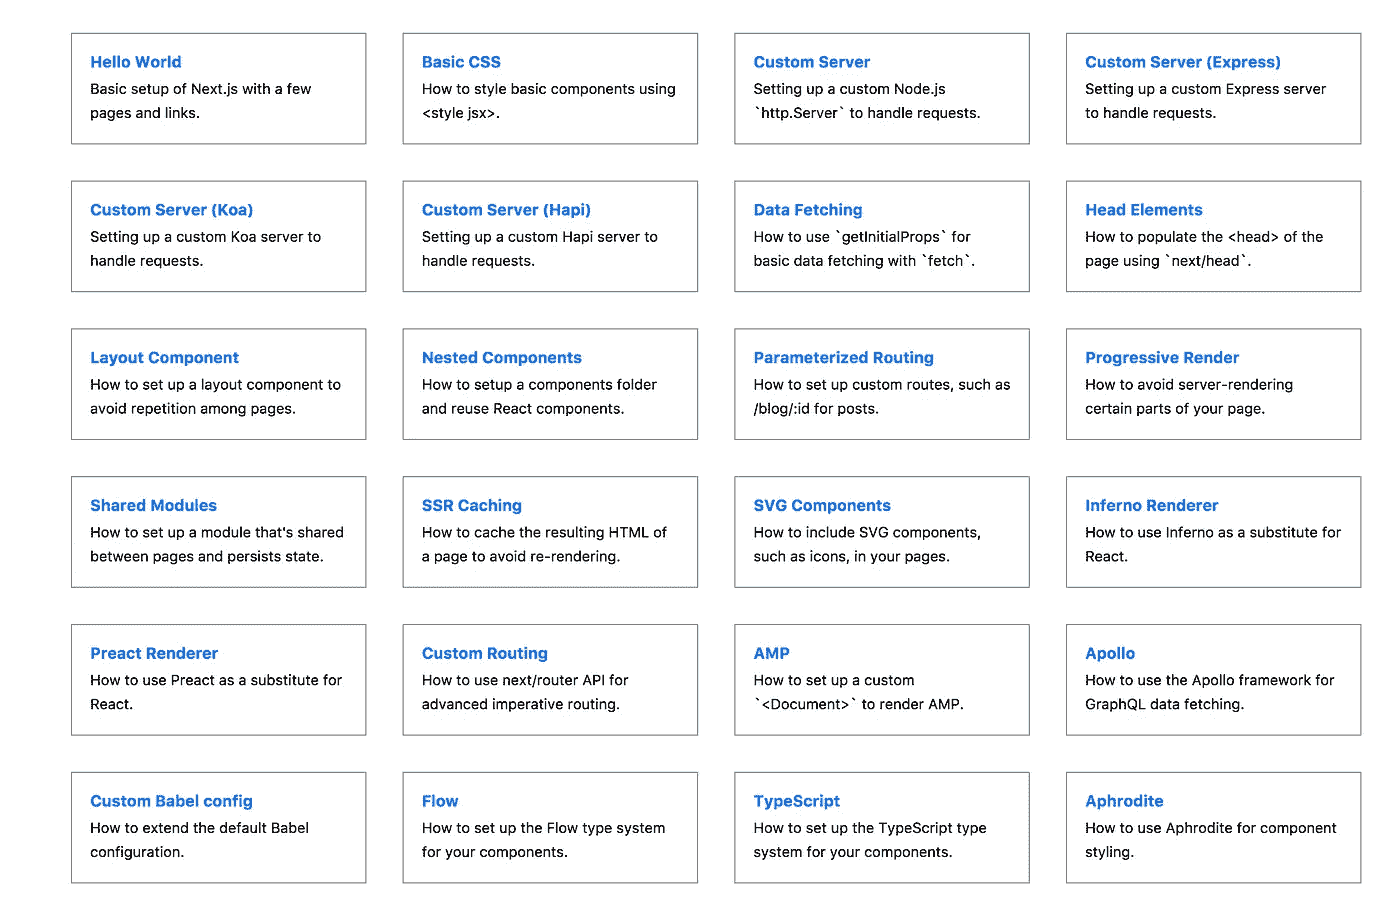 Hello World
Basic setup of Next.js with a few
pages and links.
Basic CSS
How to style basic components using
<style jsx>.
Custom Server
Setting up a custom Node.js
`http.Server` to handle requests.
Custom Server (Express)
Setting up a custom Express server
to handle requests.
Custom Server (Koa)
Setting up a custom Koa server to
handle requests.
Custom Server (Hapi)
Setting up a custom Hapi server to
handle requests.
Data Fetching
How to use `getInitialProps` for
basic data fetching with `fetch`.
Head Elements
How to populate the <head> of the
page using `next/head`.
Layout Component
How to set up a layout component to
avoid repetition among pages.
Nested Components
How to setup a components folder
and reuse React components.
Parameterized Routing
How to set up custom routes, such as
/blog/:id for posts.
Progressive Render
How to avoid server-rendering
certain parts of your page.
Shared Modules
How to set up a module that's shared
between pages and persists state.
SSR Caching
How to cache the resulting HTML of
a page to avoid re-rendering.
SVG Components
How to include SVG components,
such as icons, in your pages.
Inferno Renderer
How to use Inferno as a substitute for
React.
Preact Renderer
How to use Preact as a substitute for
React.
Custom Routing
How to use next/router API for
advanced imperative routing.
AMP
How to set up a custom
`<Document>` to render AMP.
Apollo
How to use the Apollo framework for
GraphQL data fetching.
Custom Babel config
How to extend the default Babel
configuration.
Flow
How to set up the Flow type system
for your components.
TypeScript
How to set up the TypeScript type
system for your components.
Aphrodite
How to use Aphrodite for component
styling.